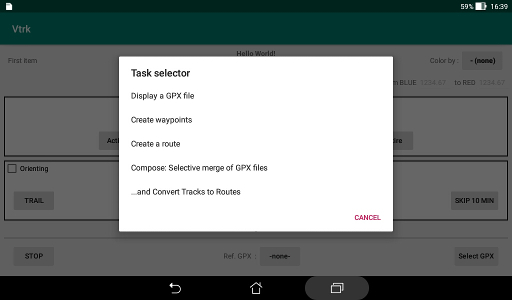 59% 16:39
Vtrk
Hello World!
First item
Color by :
- (none)
BLUE 1234.67 to RED 1234.67
Task selector
Display a GPX file
Create waypoints
Create a route
Compose: Selective merge of GPX files
...and Convert Tracks to Routes
CANCEL
Orienting
TRAIL
SKIP 10 MIN
STOP
Ref. GPX :
-none-
Select GPX